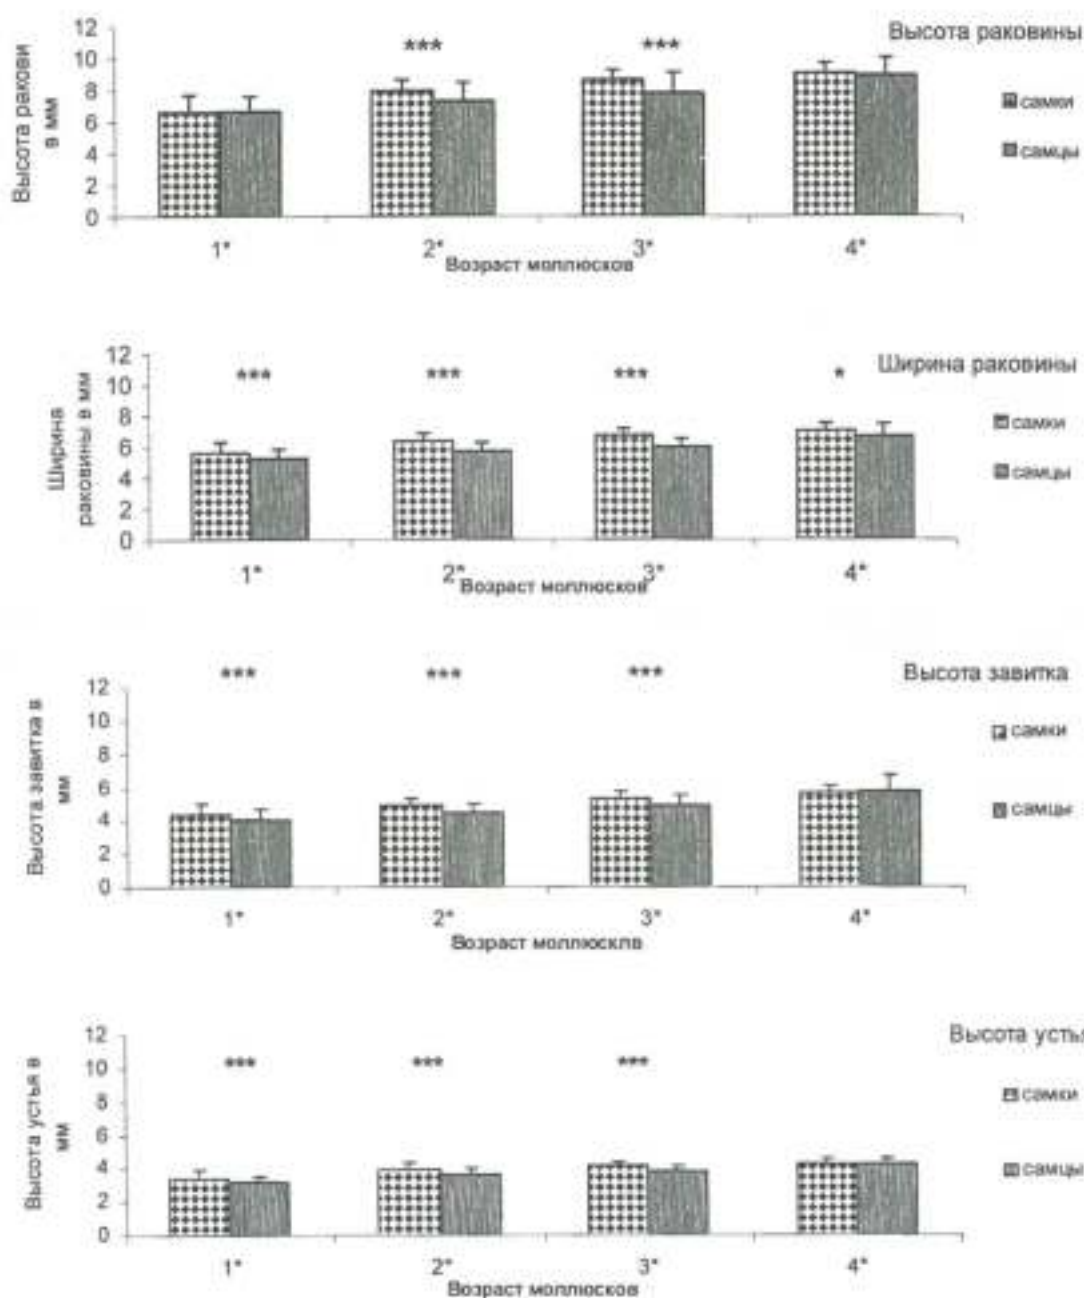 Высота раковины
Высота ракови
в мм
12
10
8
6
4
2
0
*** ***
самки
самцы
1* 2* 3* 4*
Возраст моллюсков
Ширина раковины
Ширина
раковины в мм
12
10
8
6
4
2
0
*** *** *** *
самки
самцы
1* 2* 3* 4*
Возраст моллюсков
Высота завитка
Высота завитка в
мм
12
10
8
6
4
2
0
*** *** ***
самки
самцы
1* 2* 3* 4*
Возраст моллюсклв
Высота устья
Высота устья в
мм
12
10
8
6
4
2
0
*** *** ***
самки
самцы
1* 2* 3* 4*
Возраст моллюсков